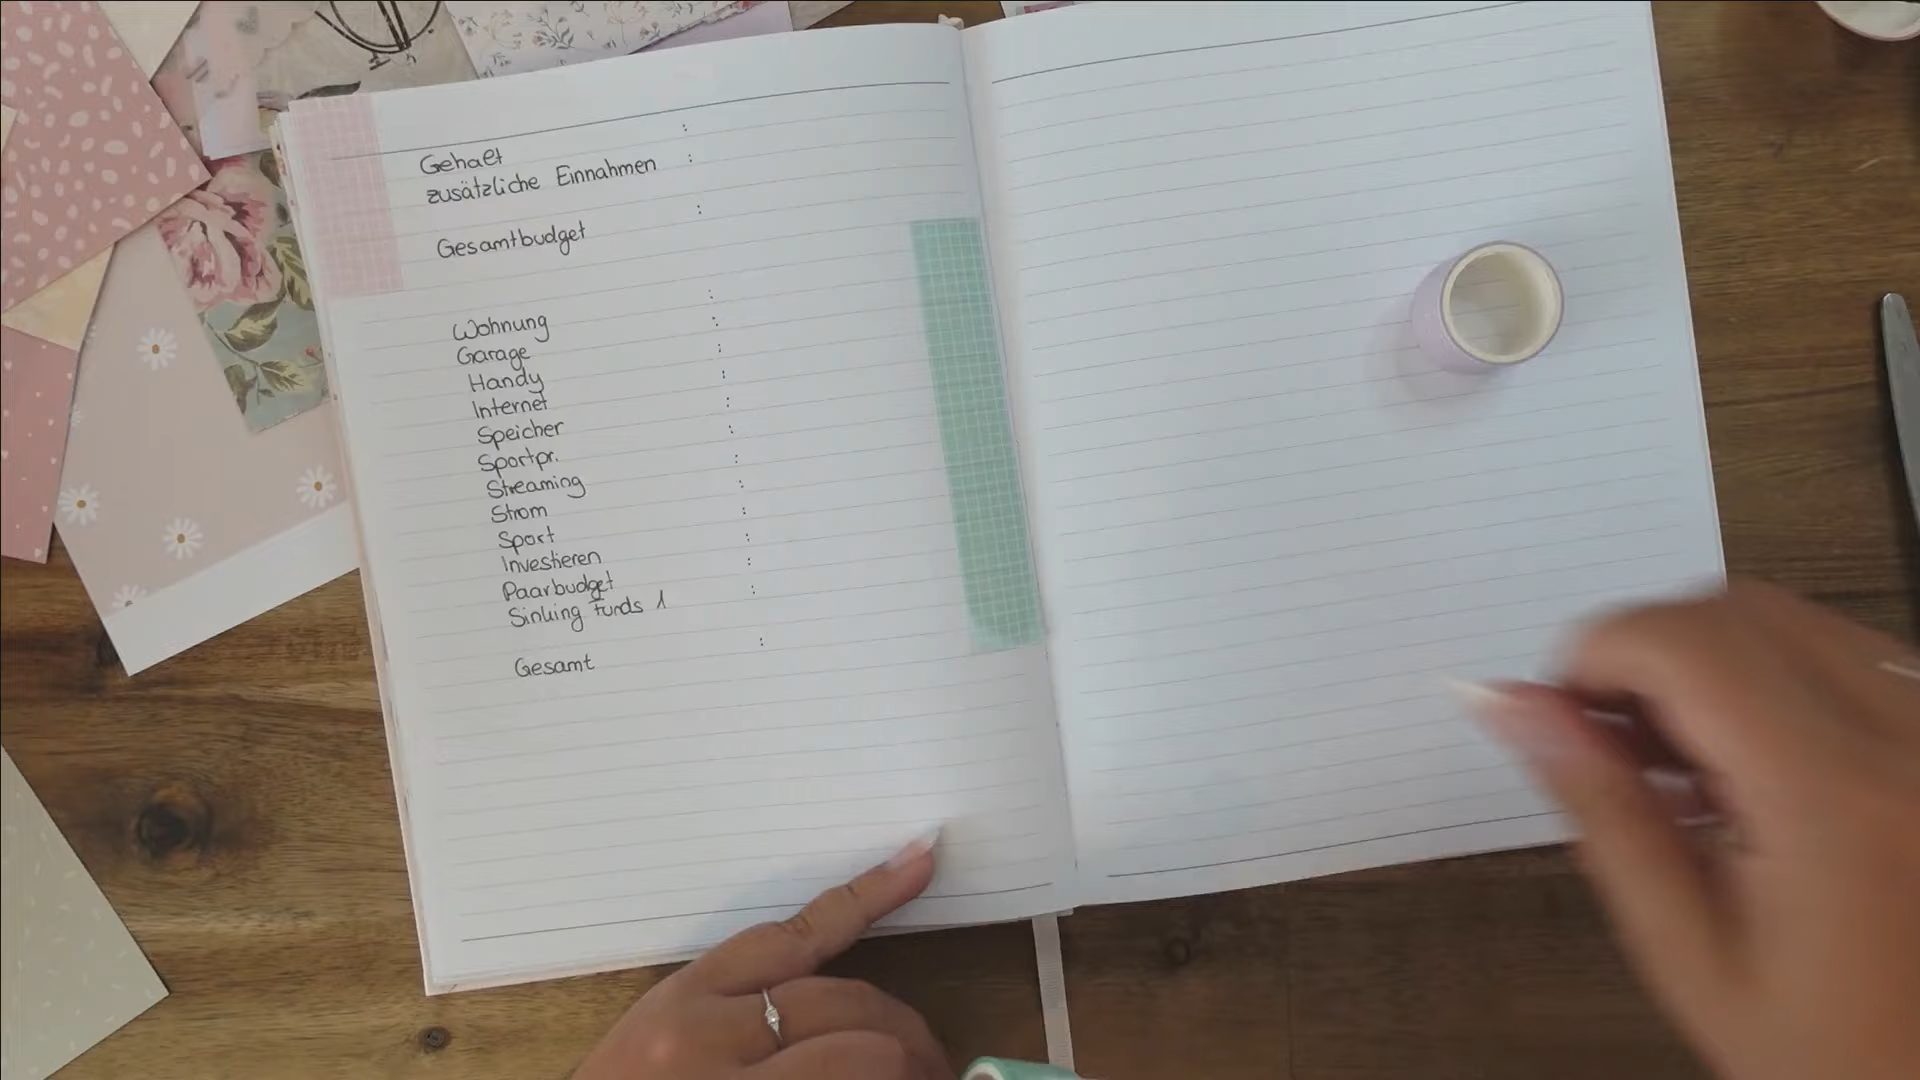 Gehalt :
zusätzliche Einnahmen :
Gesamtbudget :
Wohnung :
Garage :
Handy :
Internet :
Speicher :
Sportpr. :
Streaming :
Strom :
Sport :
Investieren :
Paarbudget :
Sinking Funds 1 :
Gesamt :